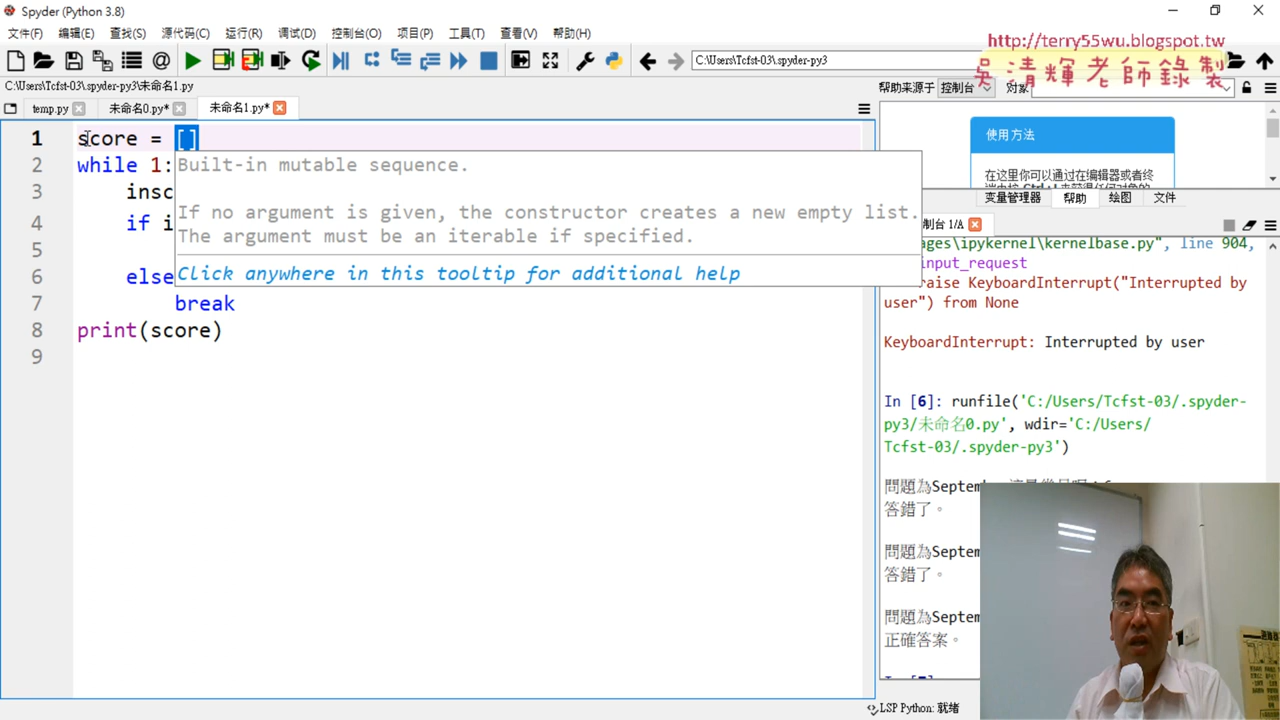 Spyder (Python 3.8)
文件(F) 编辑(E) 查找(S) 源代码(C) 运行(R) 调试(D) 控制台(O) 项目(P) 工具(T) 查看(V) 帮助(H)
http://terry55wu.blogspot.tw
吳清輝老師錄製
C:\Users\Tcfst-03\.spyder-py3
C:\Users\Tcfst-03\.spyder-py3\未命名1.py
帮助来源于 控制台 对象
temp.py 未命名0.py* 未命名1.py*
使用方法
在这里你可以通过在编辑器或者终
变量管理器 帮助 绘图 文件
制台 1/A
1 score = []
2 while 1:
3 insc
4 if i
5
6 else
7 break
8 print(score)
9
Built-in mutable sequence.
If no argument is given, the constructor creates a new empty list.
The argument must be an iterable if specified.
Click anywhere in this tooltip for additional help
ages\ipykernel\kernelbase.py", line 904,
input_request
raise KeyboardInterrupt("Interrupted by
user") from None
KeyboardInterrupt: Interrupted by user
In [6]: runfile('C:/Users/Tcfst-03/.spyder-
py3/未命名0.py', wdir='C:/Users/
Tcfst-03/.spyder-py3')
問題為Septem
答錯了。
問題為Septem
答錯了。
問題為Septem
正確答案。
LSP Python: 就绪